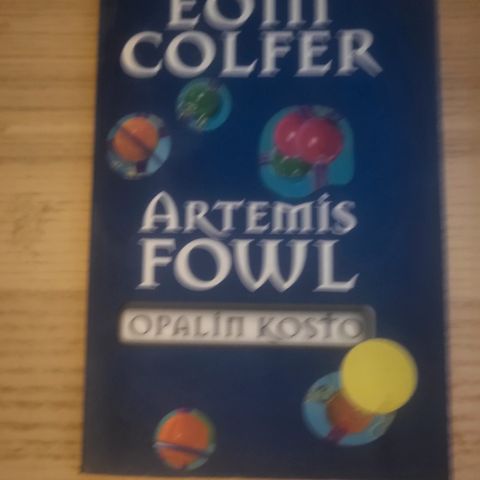 EOIN
COLFER
ARTEMIS
FOWL
OPALIN KOSTO